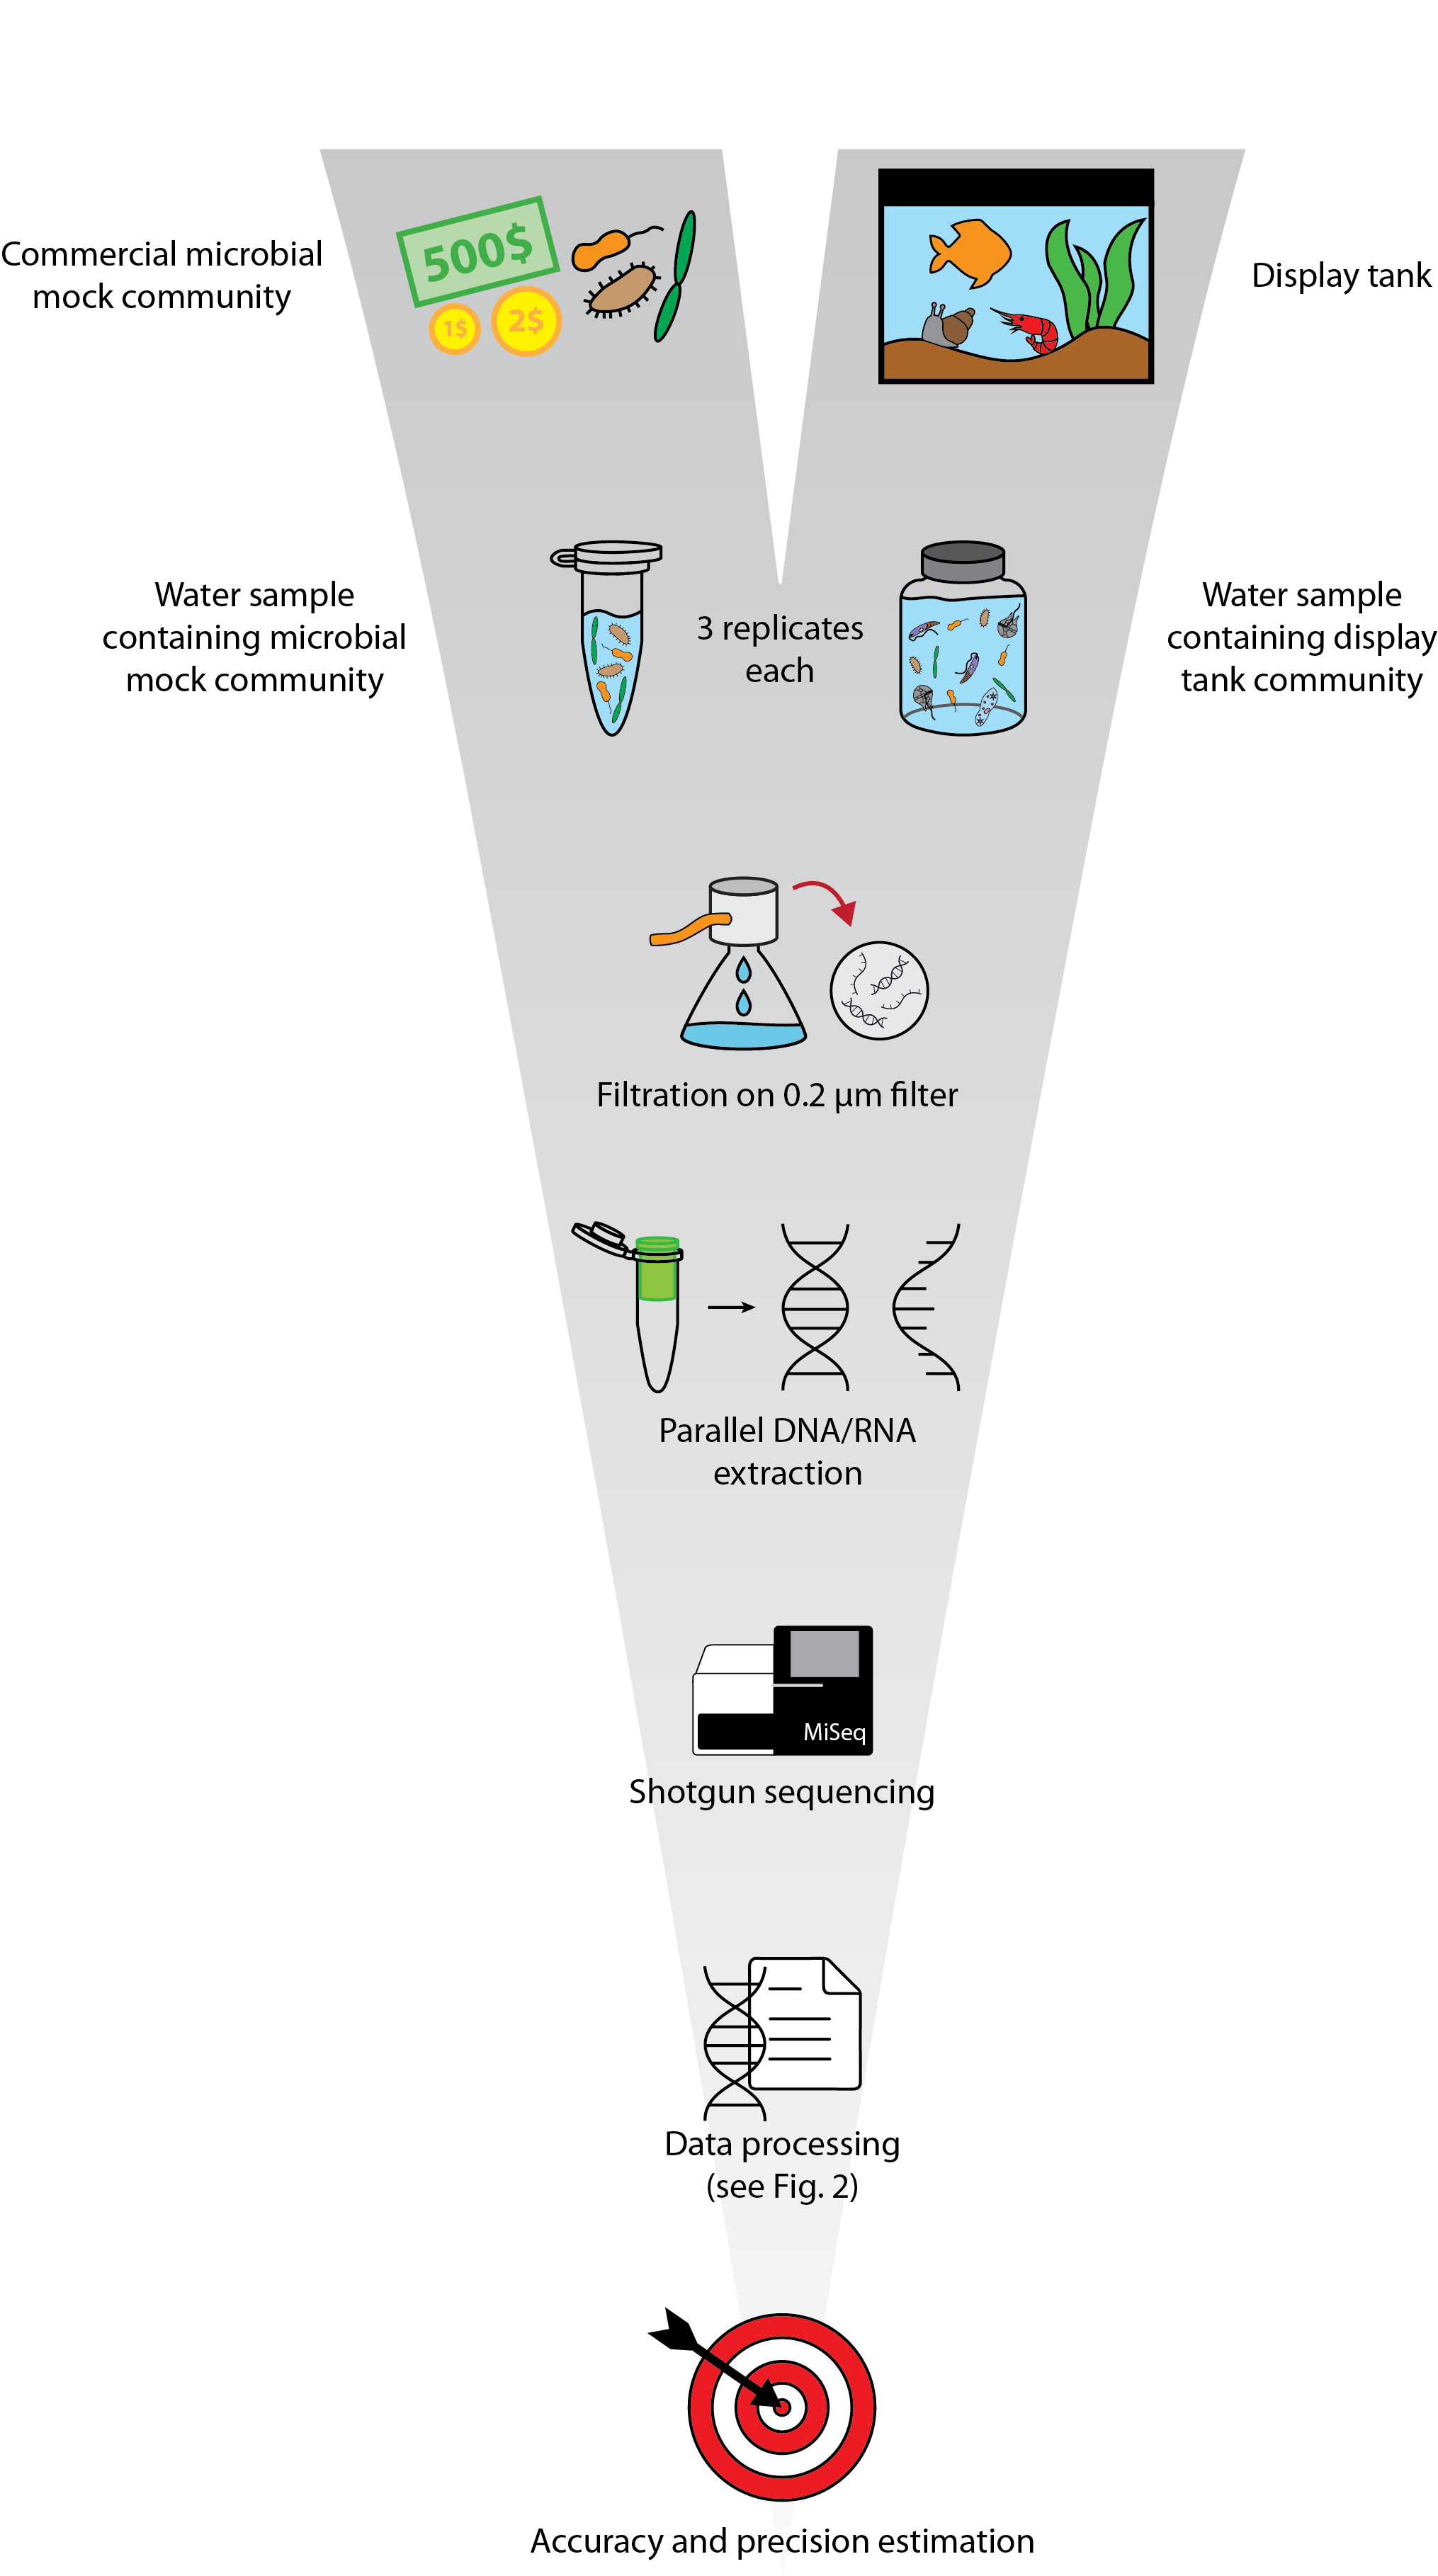 500$
1$
2$
Commercial microbial
mock community
Display tank
Water sample
containing microbial
mock community
3 replicates
each
Water sample
containing display
tank community
Filtration on 0.2 µm filter
Parallel DNA/RNA
extraction
MiSeq
Shotgun sequencing
Data processing
(see Fig. 2)
Accuracy and precision estimation